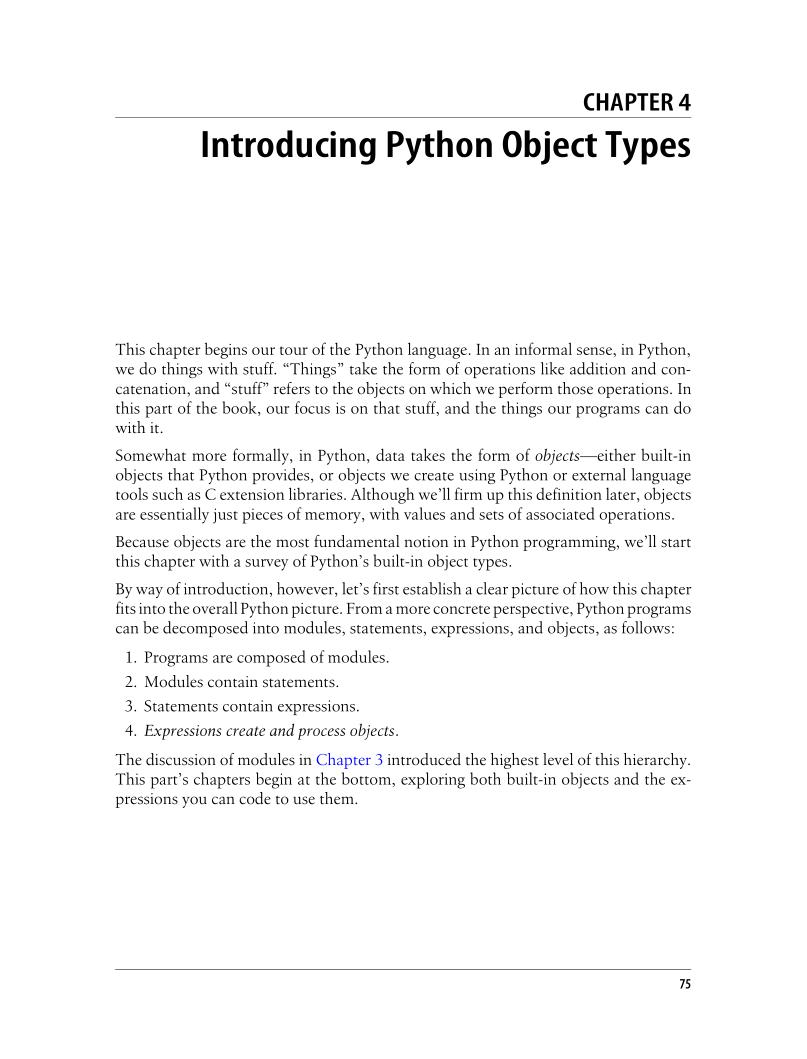 CHAPTER 4
Introducing Python Object Types
This chapter begins our tour of the Python language. In an informal sense, in Python,
we do things with stuff. “Things” take the form of operations like addition and con-
catenation, and “stuff” refers to the objects on which we perform those operations. In
this part of the book, our focus is on that stuff, and the things our programs can do
with it.
Somewhat more formally, in Python, data takes the form of objects—either built-in
objects that Python provides, or objects we create using Python or external language
tools such as C extension libraries. Although we’ll firm up this definition later, objects
are essentially just pieces of memory, with values and sets of associated operations.
Because objects are the most fundamental notion in Python programming, we’ll start
this chapter with a survey of Python’s built-in object types.
By way of introduction, however, let’s first establish a clear picture of how this chapter
fits into the overall Python picture. From a more concrete perspective, Python programs
can be decomposed into modules, statements, expressions, and objects, as follows:
1. Programs are composed of modules.
2. Modules contain statements.
3. Statements contain expressions.
4. Expressions create and process objects.
The discussion of modules in Chapter 3 introduced the highest level of this hierarchy.
This part’s chapters begin at the bottom, exploring both built-in objects and the ex-
pressions you can code to use them.
75